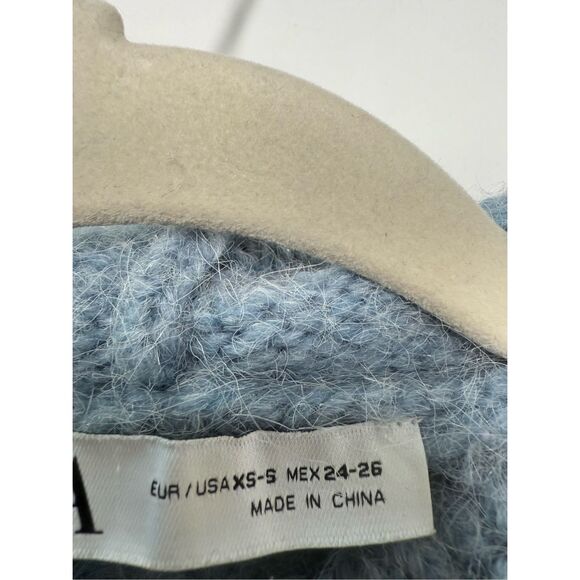 A
EUR / USA XS-S MEX 24-26
MADE IN CHINA